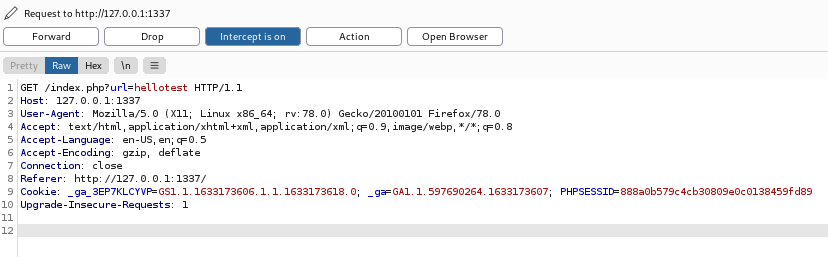 Request to http://127.0.0.1:1337
Forward Drop Intercept is on Action Open Browser
Pretty Raw Hex \n
1 GET /index.php?url=hellotest HTTP/1.1
2 Host: 127.0.0.1:1337
3 User-Agent: Mozilla/5.0 (X11; Linux x86_64; rv:78.0) Gecko/20100101 Firefox/78.0
4 Accept: text/html,application/xhtml+xml,application/xml;q=0.9,image/webp,*/*;q=0.8
5 Accept-Language: en-US,en;q=0.5
6 Accept-Encoding: gzip, deflate
7 Connection: close
8 Referer: http://127.0.0.1:1337/
9 Cookie: _ga_3EP7KLCYVP=GS1.1.1633173606.1.1.1633173618.0; _ga=GA1.1.597690264.1633173607; PHPSESSID=888a0b579c4cb30809e0c0138459fd89
10 Upgrade-Insecure-Requests: 1
11
12